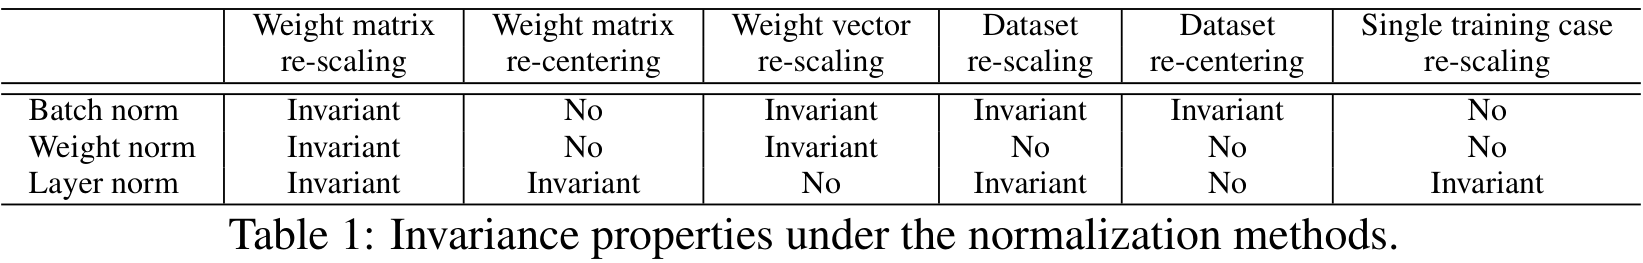 Weight matrix Weight matrix Weight vector Dataset Dataset Single training case
re-scaling re-centering re-scaling re-scaling re-centering re-scaling
Batch norm Invariant No Invariant Invariant Invariant No
Weight norm Invariant No Invariant No No No
Layer norm Invariant Invariant No Invariant No Invariant
Table 1: Invariance properties under the normalization methods.